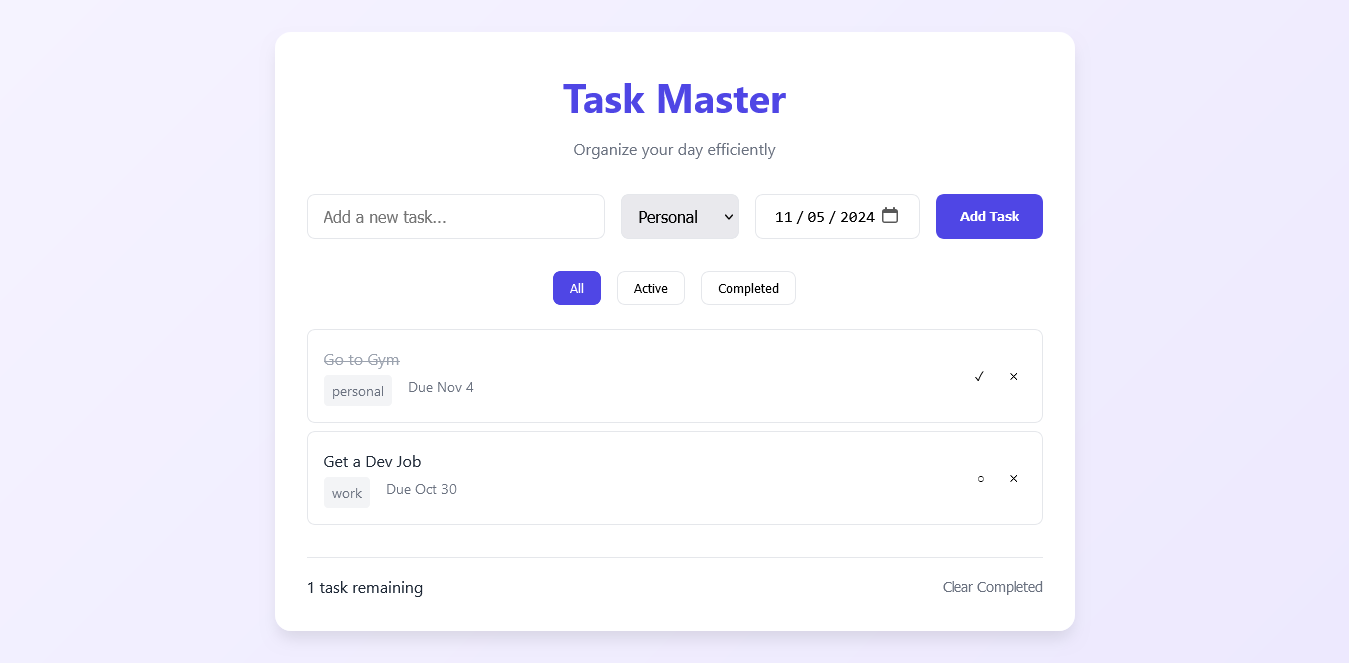 Task Master
Organize your day efficiently
Add a new task... Personal 11/05/2024 Add Task
All Active Completed
Go to Gym
personal Due Nov 4 ✓ ×
Get a Dev Job
work Due Oct 30 ○ ×
1 task remaining Clear Completed